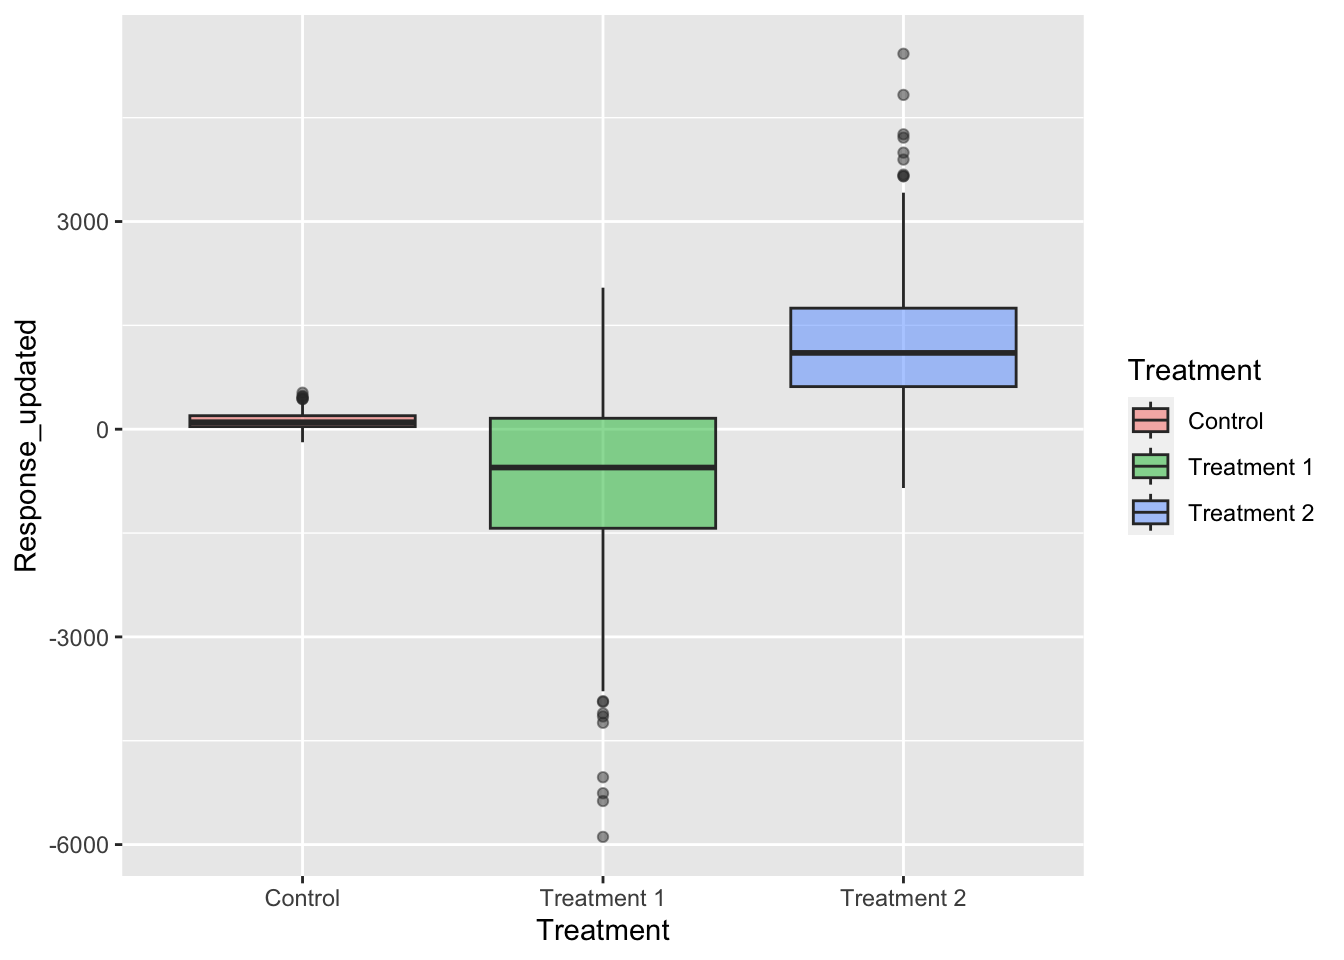 Response_updated
3000
0
-3000
-6000
Control
Treatment 1
Treatment 2
Treatment
Treatment
Control
Treatment 1
Treatment 2